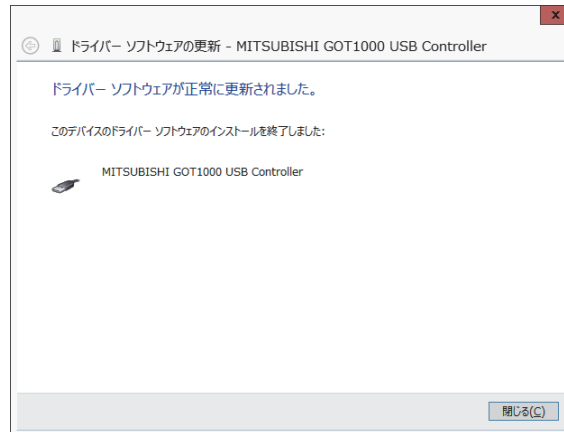 ドライバー ソフトウェアの更新 - MITSUBISHI GOT1000 USB Controller
ドライバー ソフトウェアが正常に更新されました。
このデバイスのドライバー ソフトウェアのインストールを終了しました:
MITSUBISHI GOT1000 USB Controller
閉じる(C)